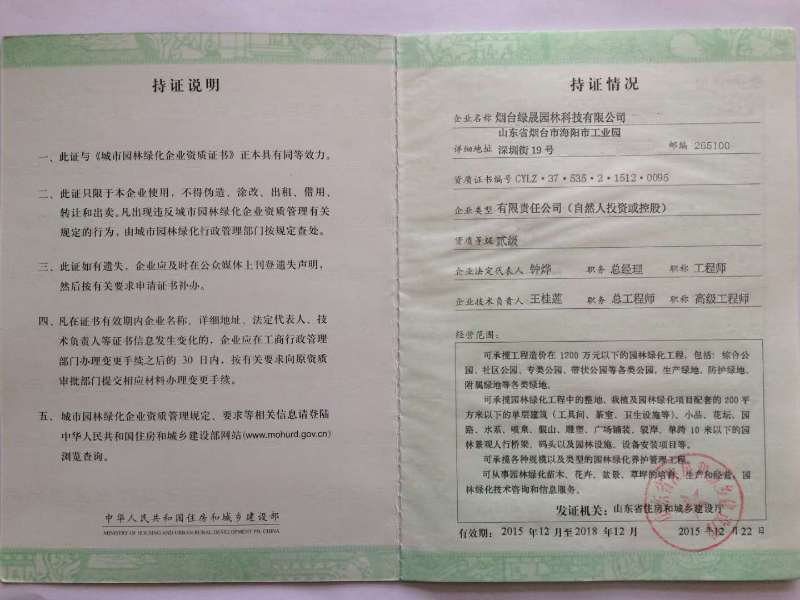 持证说明
一、此证与《城市园林绿化企业资质证书》正本具有同等效力。
二、此证只限于本企业使用，不得伪造、涂改、出租、借用、
转让和出卖。凡出现违反城市园林绿化企业资质管理有关
规定的行为，由城市园林绿化行政管理部门按规定查处。
三、此证如有遗失，企业应及时在公众媒体上刊登遗失声明，
然后按有关要求申请证书补办。
四、凡在证书有效期内企业名称、详细地址、法定代表人、技
术负责人等证书信息发生变化的，企业应在工商行政管理
部门办理变更手续之后的 30 日内，按有关要求向原资质
审批部门提交相应材料办理变更手续。
五、城市园林绿化企业资质管理规定、要求等相关信息请登陆
中华人民共和国住房和城乡建设部网站(www.mohurd.gov.cn)
浏览查询。
中华人民共和国住房和城乡建设部
MINISTRY OF HOUSING AND URBAN-RURAL DEVELOPMENT PR. CHINA
持证情况
企业名称 烟台绿晟园林科技有限公司
山东省烟台市海阳市工业园
详细地址 深圳街19号 邮编 265100
资质证书编号 CYLZ·37·535·2·1512·0095
企业类型 有限责任公司（自然人投资或控股）
资质等级 贰级
企业法定代表人 钟烨 职务 总经理 职称 工程师
企业技术负责人 王桂莲 职务 总工程师 职称 高级工程师
经营范围：
可承揽工程造价在1200万元以下的园林绿化工程，包括：综合公
园、社区公园、专类公园、带状公园等各类公园，生产绿地、防护绿地、
附属绿地等各类绿地。
可承揽园林绿化工程中的整地、栽植及园林绿化项目配套的200平
方米以下的单层建筑（工具间、茶室、卫生设施等）、小品、花坛、园
路、水系、喷泉、假山、雕塑、广场铺装、驳岸、单跨10米以下的园
林景观人行桥梁、码头以及园林设施、设备安装项目等。
可承揽各种规模以及类型的园林绿化养护管理工程。
可从事园林绿化苗木、花卉、盆景、草坪的培育、生产和经营，园
林绿化技术咨询和信息服务。
发证机关：山东省住房和城乡建设厅
有效期： 2015 年12 月至 2018 年12 月 2015 年12 月22 日